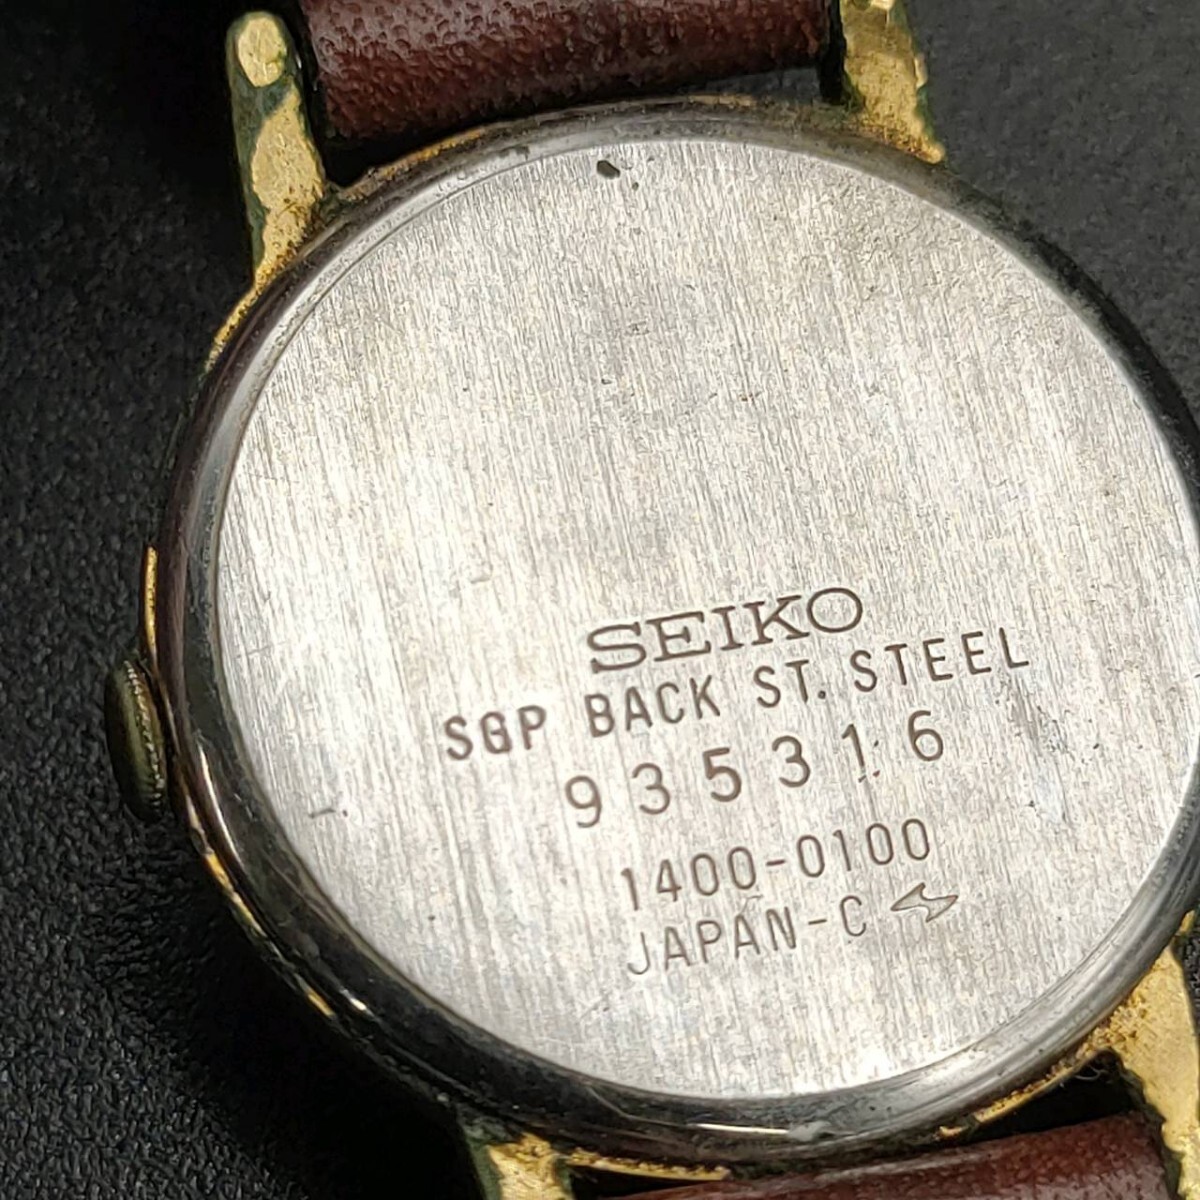 SEIKO
SGP BACK ST. STEEL
935316
1400-0100
JAPAN-C